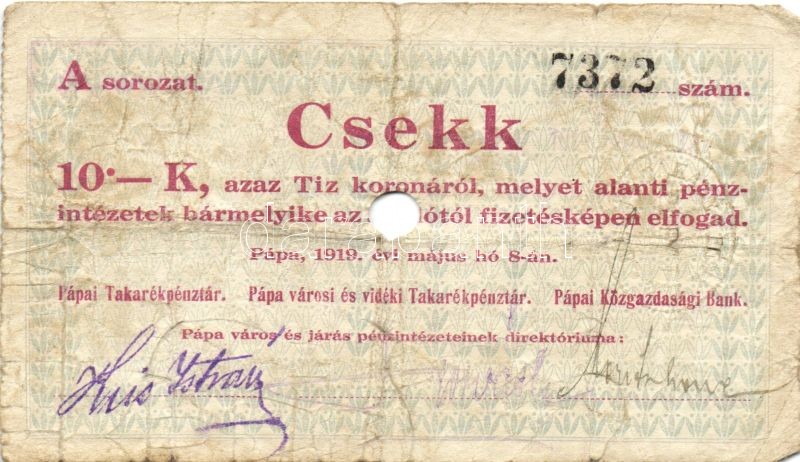 A sorozat. 7372 szám.
Csekk
10·— K, azaz Tiz koronáról, melyet alanti pénz-
intézetek bármelyike az fizetésképen elfogad.
Pápa, 1919. évi május hó 8-án.
Pápai Takarékpénztár. Pápa városi és vidéki Takarékpénztár. Pápai Közgazdasági Bank.
Pápa város és járás pénzintézeteinek direktóriuma:
Kis István